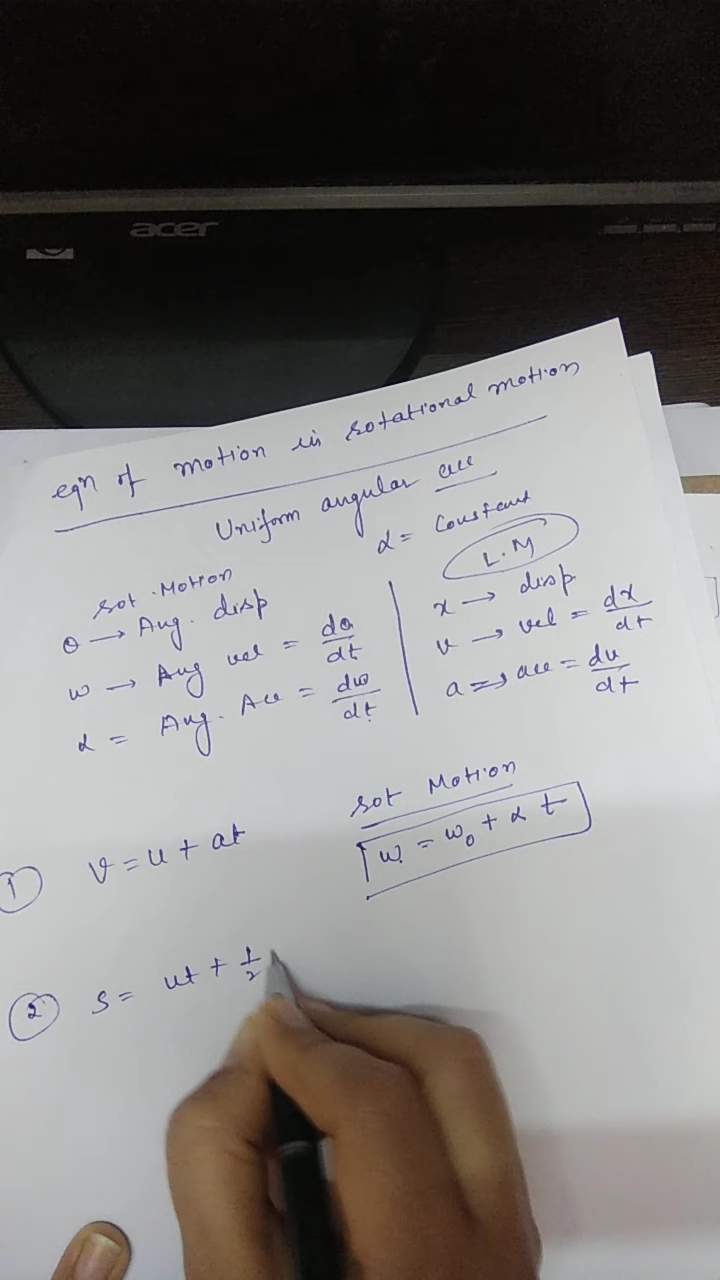 acer
eqn of motion in rotational motion
Uniform angular acc
α = Constant
rot. Motion
θ → Ang. disp
ω → Ang vel = dθ/dt
α = Ang. Acc = dω/dt
L.M
x → disp
v → vel = dx/dt
a → acc = dv/dt
rot Motion
① v = u + at
ω = ω₀ + α t
② S = ut + 1/2